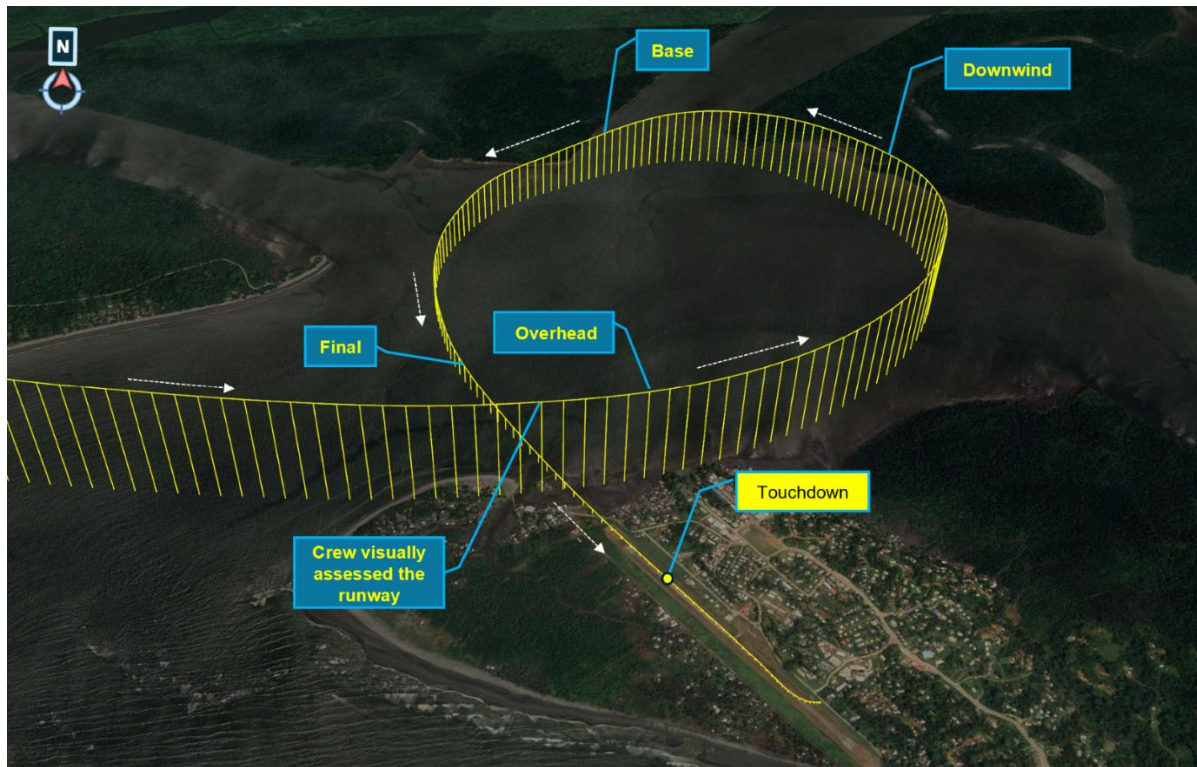 N
Base
Downwind
Overhead
Final
Touchdown
Crew visually
assessed the
runway